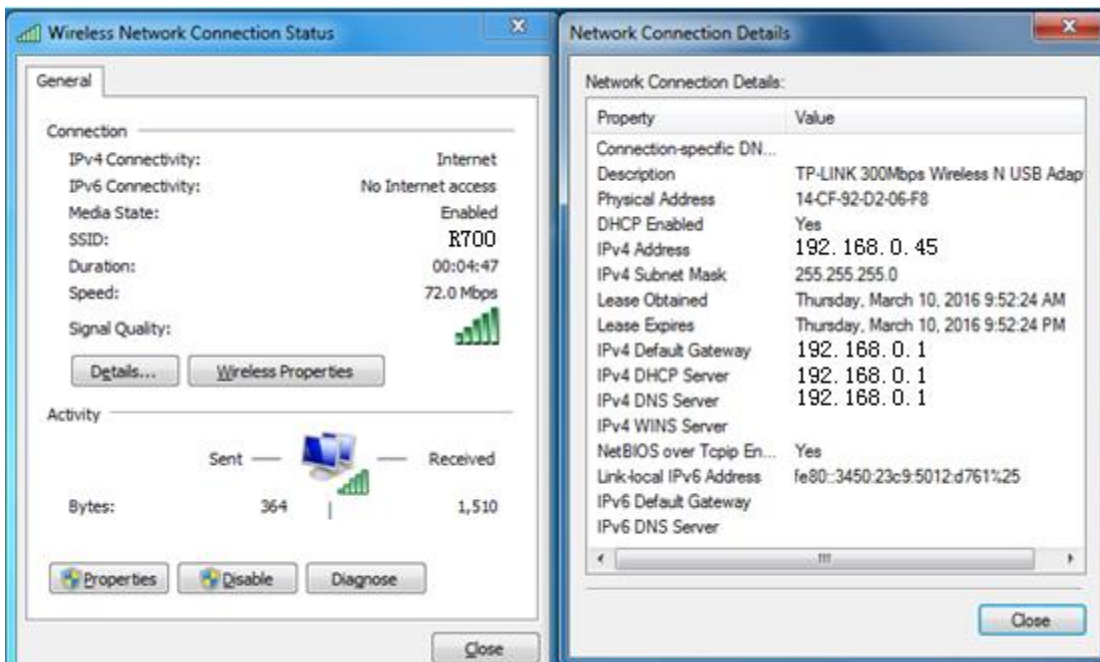 Wireless Network Connection Status
General
Connection
IPv4 Connectivity: Internet
IPv6 Connectivity: No Internet access
Media State: Enabled
SSID: R700
Duration: 00:04:47
Speed: 72.0 Mbps
Signal Quality:
Details... Wireless Properties
Activity
Sent — — Received
Bytes: 364 1,510
Properties Disable Diagnose
Close
Network Connection Details
Network Connection Details:
Property Value
Connection-specific DN...
Description TP-LINK 300Mbps Wireless N USB Adap
Physical Address 14-CF-92-D2-06-F8
DHCP Enabled Yes
IPv4 Address 192.168.0.45
IPv4 Subnet Mask 255.255.255.0
Lease Obtained Thursday, March 10, 2016 9:52:24 AM
Lease Expires Thursday, March 10, 2016 9:52:24 PM
IPv4 Default Gateway 192.168.0.1
IPv4 DHCP Server 192.168.0.1
IPv4 DNS Server 192.168.0.1
IPv4 WINS Server
NetBIOS over Tcpip En... Yes
Link-local IPv6 Address fe80::3450:23c9:5012:d761%25
IPv6 Default Gateway
IPv6 DNS Server
Close